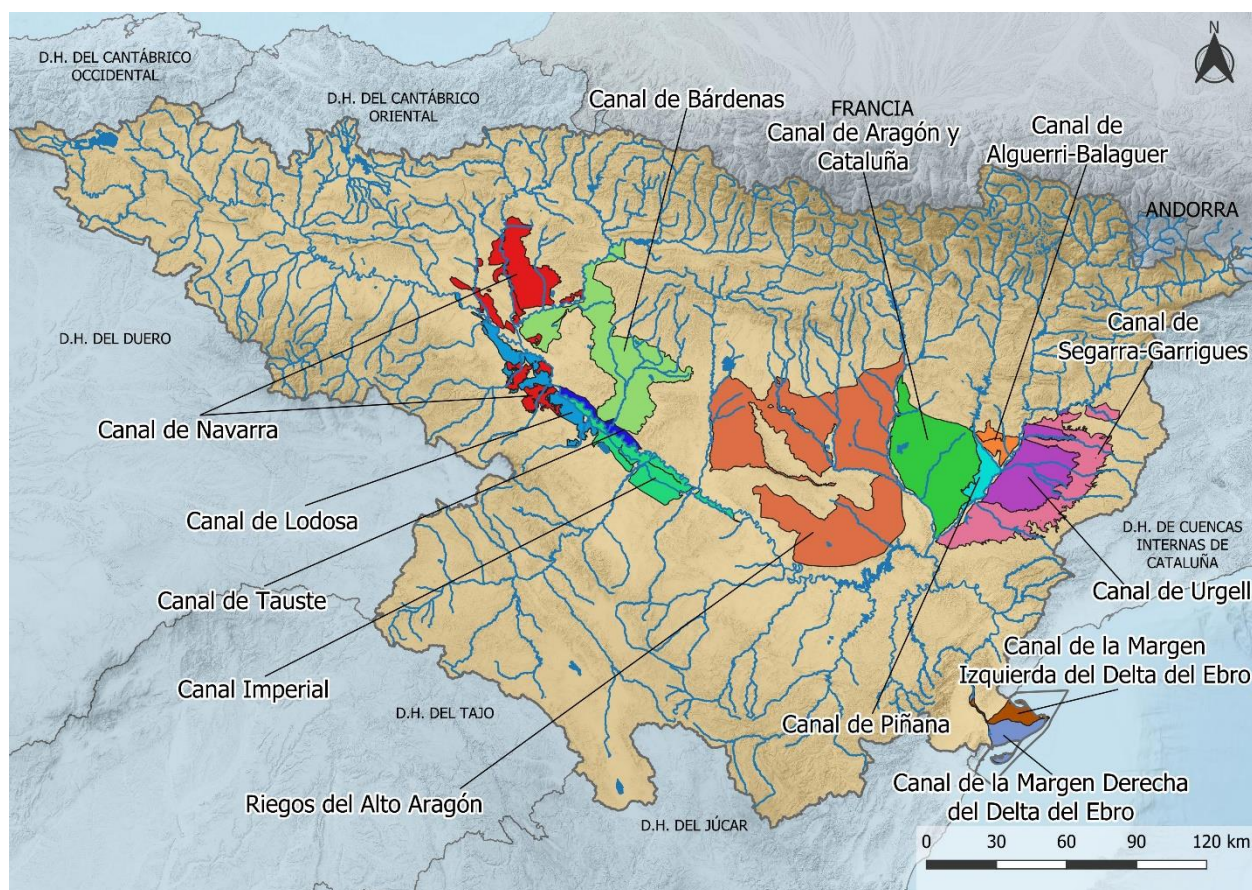 D.H. DEL CANTÁBRICO
OCCIDENTAL
D.H. DEL CANTÁBRICO
ORIENTAL
Canal de Bárdenas
FRANCIA
Canal de Aragón y
Cataluña
Canal de
Alguerri-Balaguer
N
ANDORRA
D.H. DEL DUERO
Canal de
Segarra-Garrigues
Canal de Navarra
Canal de Lodosa
D.H. DE CUENCAS
INTERNAS DE
CATALUÑA
Canal de Urgell
Canal de Tauste
Canal de la Margen
Izquierda del Delta del Ebro
Canal Imperial
D.H. DEL TAJO
Canal de Piñana
Canal de la Margen Derecha
del Delta del Ebro
Riegos del Alto Aragón
D.H. DEL JÚCAR
0 30 60 90 120 km